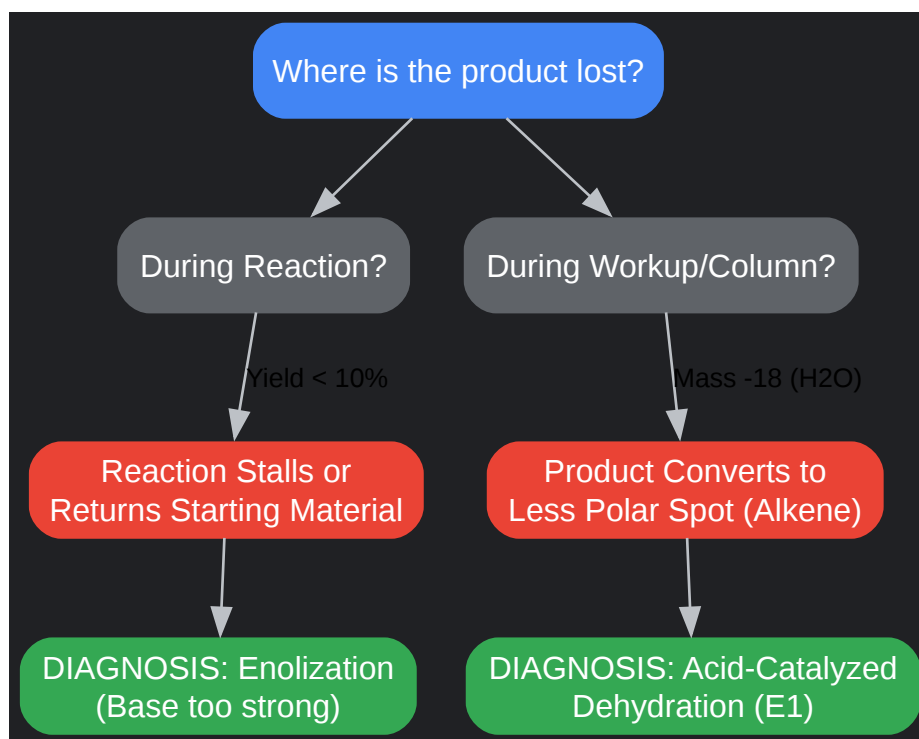 Where is the product lost?
During Reaction?
During Workup/Column?
Yield < 10%
Mass -18 (H2O)
Reaction Stalls or
Returns Starting Material
Product Converts to
Less Polar Spot (Alkene)
DIAGNOSIS: Enolization
(Base too strong)
DIAGNOSIS: Acid-Catalyzed
Dehydration (E1)